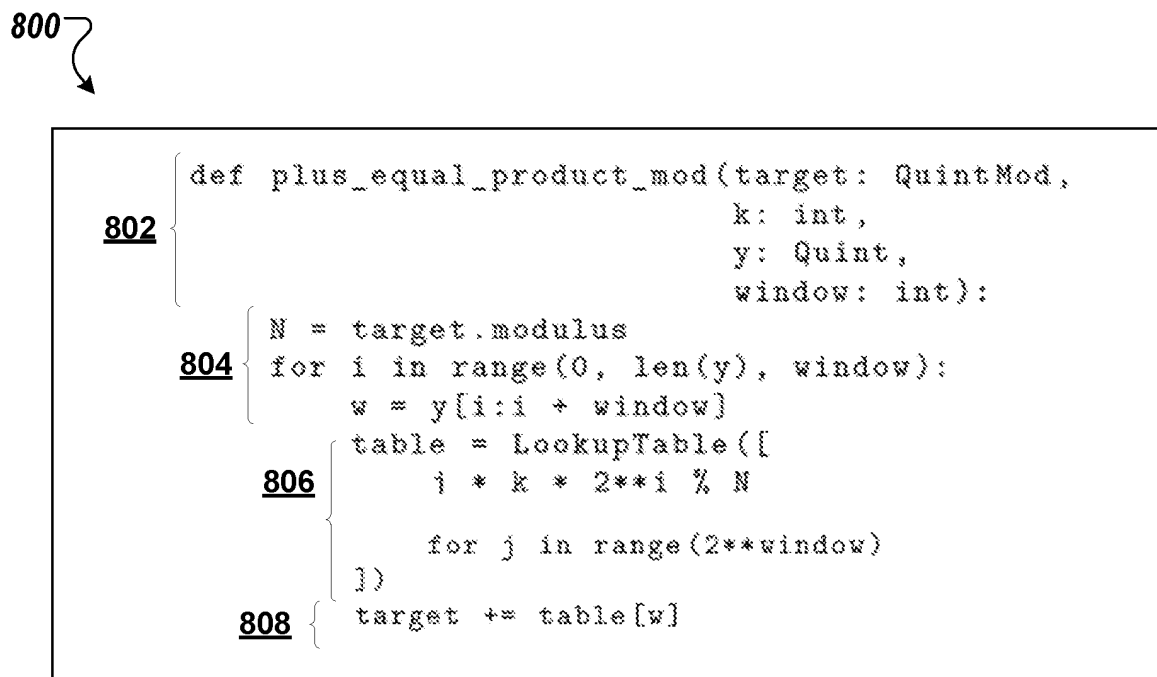 800
def plus_equal_product_mod(target: QuintMod,
k: int,
802
y: Quint,
window: int):
N = target.modulus
804
for i in range(0, len(y), window):
w = y[i:i + window]
table = LookupTable([
806
j * k * 2**i % N
for j in range(2**window)
])
808
target += table[w]